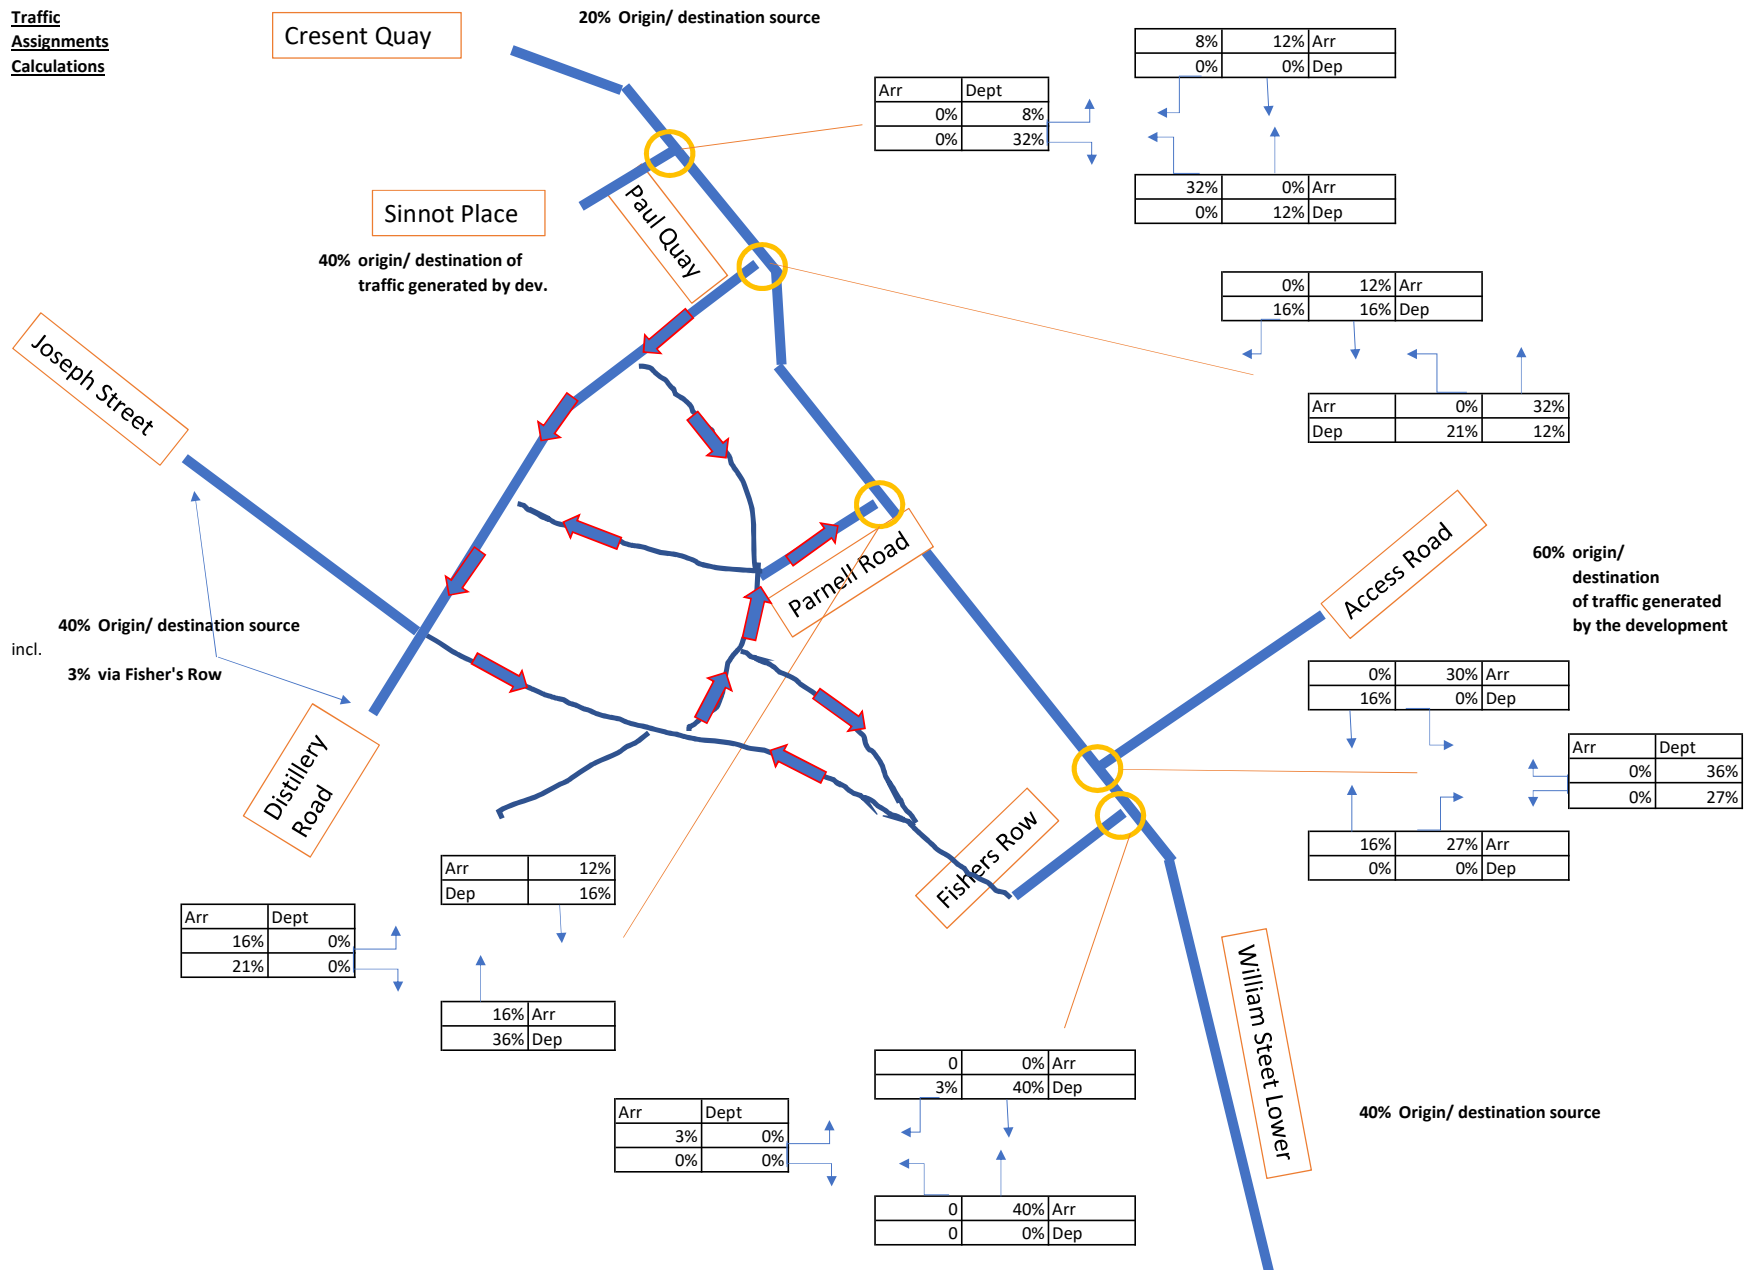 Traffic
Assignments
Calculations
Cresent Quay
20% Origin/ destination source
8% 12% Arr
0% 0% Dep
Arr Dept
0% 8%
0% 32%
32% 0% Arr
0% 12% Dep
Sinnot Place
Paul Quay
40% origin/ destination of
traffic generated by dev.
0% 12% Arr
16% 16% Dep
Arr 0% 32%
Dep 21% 12%
Joseph Street
Parnell Road
Access Road
60% origin/
destination
of traffic generated
by the development
40% Origin/ destination source
incl.
3% via Fisher's Row
0% 30% Arr
16% 0% Dep
Arr Dept
0% 36%
0% 27%
16% 27% Arr
0% 0% Dep
Distillery
Road
Fishers Row
Arr 12%
Dep 16%
Arr Dept
16% 0%
21% 0%
16% Arr
36% Dep
William Steet Lower
0 0% Arr
3% 40% Dep
Arr Dept
3% 0%
0% 0%
0 40% Arr
0 0% Dep
40% Origin/ destination source